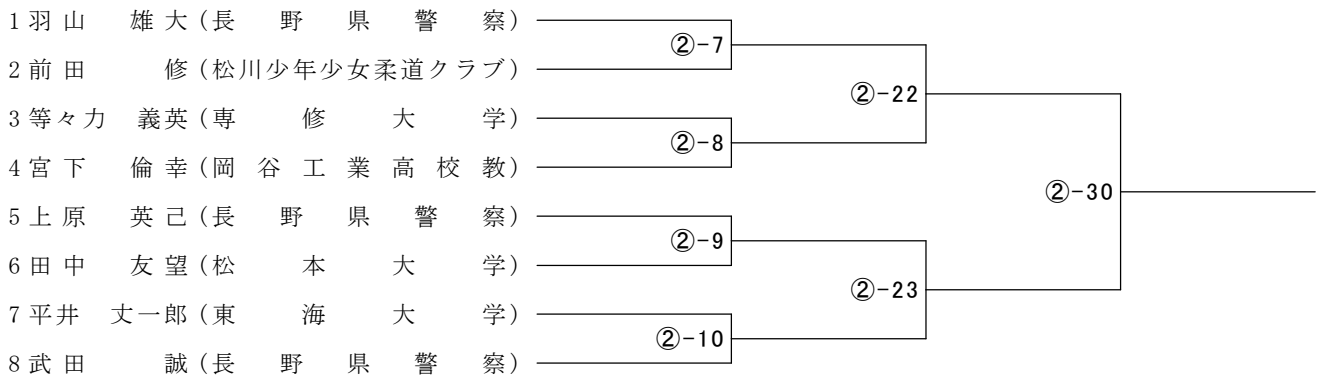 1 羽山 雄大(長野県警察)
②-7
2 前田 修(松川少年少女柔道クラブ)
②-22
3 等々力 義英(専修大学)
②-8
4 宮下 倫幸(岡谷工業高校教)
②-30
5 上原 英己(長野県警察)
②-9
6 田中 友望(松本大学)
②-23
7 平井 丈一郎(東海大学)
②-10
8 武田 誠(長野県警察)